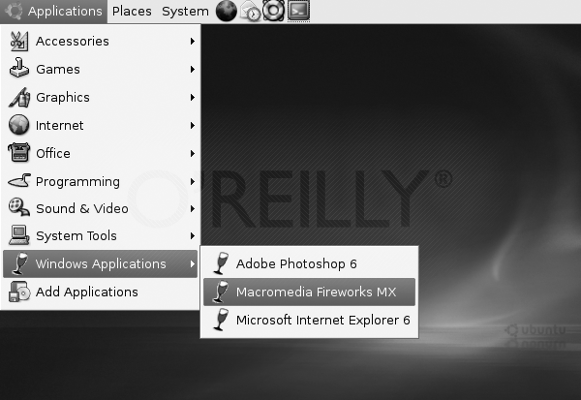 Applications Places System
Accessories
Games
Graphics
Internet
Office
Programming
Sound & Video
System Tools
Windows Applications
Add Applications
Adobe Photoshop 6
Macromedia Fireworks MX
Microsoft Internet Explorer 6
O'REILLY®
ubuntu